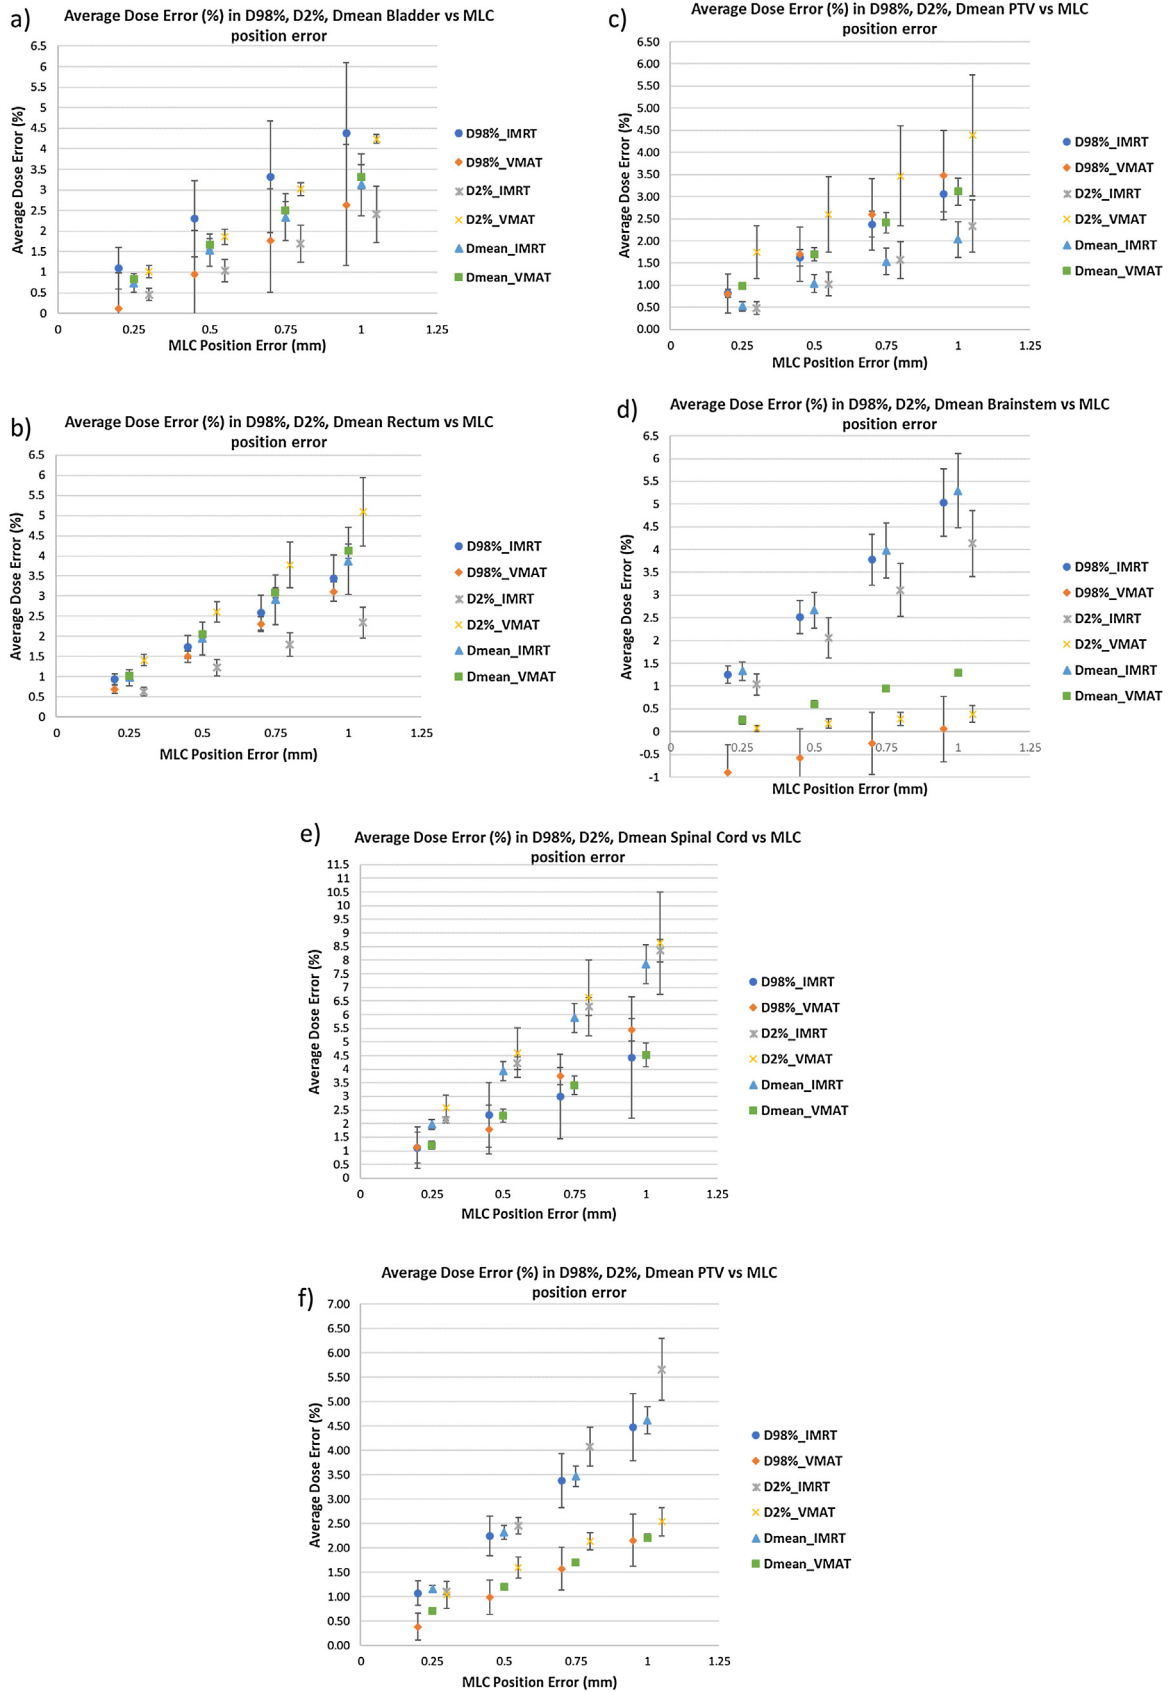 a)
Average Dose Error (%) in D98%, D2%, Dmean Bladder vs MLC
position error
Average Dose Error (%)
6.5
6
5.5
5
4.5
4
3.5
3
2.5
2
1.5
1
0.5
0
0 0.25 0.5 0.75 1 1.25
MLC Position Error (mm)
D98%_IMRT
D98%_VMAT
D2%_IMRT
D2%_VMAT
Dmean_IMRT
Dmean_VMAT
c)
Average Dose Error (%) in D98%, D2%, Dmean PTV vs MLC
position error
Average Dose Error (%)
6.50
6.00
5.50
5.00
4.50
4.00
3.50
3.00
2.50
2.00
1.50
1.00
0.50
0.00
0 0.25 0.5 0.75 1 1.25
MLC Position Error (mm)
D98%_IMRT
D98%_VMAT
D2%_IMRT
D2%_VMAT
Dmean_IMRT
Dmean_VMAT
b)
Average Dose Error (%) in D98%, D2%, Dmean Rectum vs MLC
position error
Average Dose Error (%)
6.5
6
5.5
5
4.5
4
3.5
3
2.5
2
1.5
1
0.5
0
0 0.25 0.5 0.75 1 1.25
MLC Position Error (mm)
D98%_IMRT
D98%_VMAT
D2%_IMRT
D2%_VMAT
Dmean_IMRT
Dmean_VMAT
d)
Average Dose Error (%) in D98%, D2%, Dmean Brainstem vs MLC
position error
Average Dose Error (%)
6.5
6
5.5
5
4.5
4
3.5
3
2.5
2
1.5
1
0.5
0
-0.5
-1
0 0.25 0.5 0.75 1 1.25
MLC Position Error (mm)
D98%_IMRT
D98%_VMAT
D2%_IMRT
D2%_VMAT
Dmean_IMRT
Dmean_VMAT
e)
Average Dose Error (%) in D98%, D2%, Dmean Spinal Cord vs MLC
position error
Average Dose Error (%)
11.5
11
10.5
10
9.5
9
8.5
8
7.5
7
6.5
6
5.5
5
4.5
4
3.5
3
2.5
2
1.5
1
0.5
0
0 0.25 0.5 0.75 1 1.25
MLC Position Error (mm)
D98%_IMRT
D98%_VMAT
D2%_IMRT
D2%_VMAT
Dmean_IMRT
Dmean_VMAT
f)
Average Dose Error (%) in D98%, D2%, Dmean PTV vs MLC
position error
Average Dose Error (%)
7.00
6.50
6.00
5.50
5.00
4.50
4.00
3.50
3.00
2.50
2.00
1.50
1.00
0.50
0.00
0 0.25 0.5 0.75 1 1.25
MLC Position Error (mm)
D98%_IMRT
D98%_VMAT
D2%_IMRT
D2%_VMAT
Dmean_IMRT
Dmean_VMAT